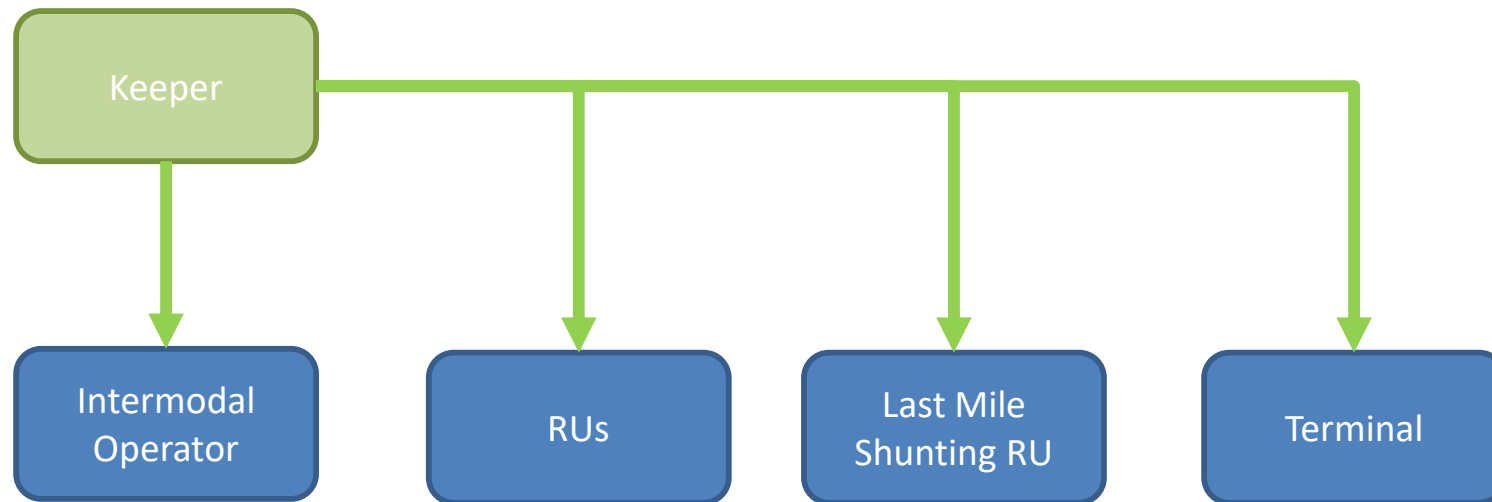 Keeper
Intermodal
Operator
RUs
Last Mile
Shunting RU
Terminal